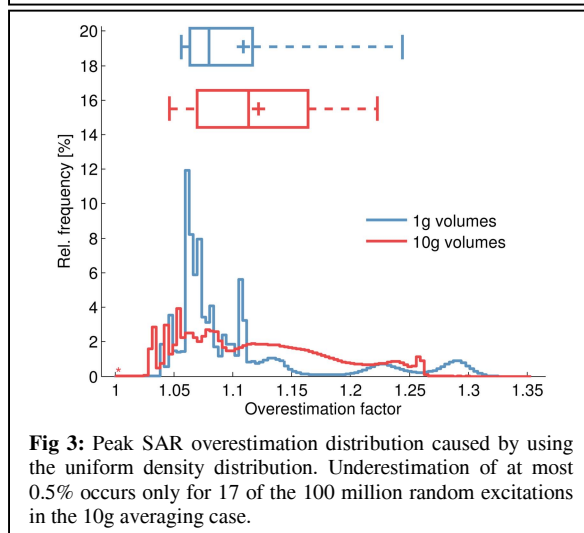 20
18
16
14
12
10
8
6
4
2
0
Rel. frequency [%]
1g volumes
10g volumes
*
1
1.05
1.1
1.15
1.2
1.25
1.3
1.35
Overestimation factor
Fig 3: Peak SAR overestimation distribution caused by using
the uniform density distribution. Underestimation of at most
0.5% occurs only for 17 of the 100 million random excitations
in the 10g averaging case.